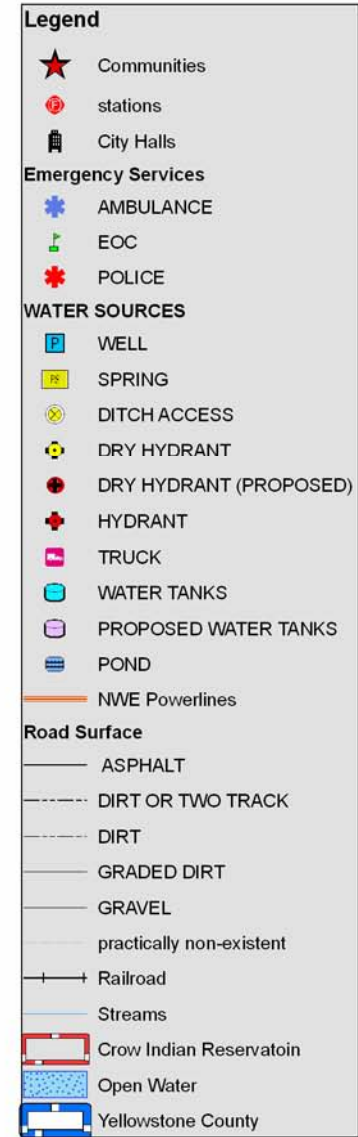 Legend
Communities
F stations
City Halls
Emergency Services
AMBULANCE
EOC
POLICE
WATER SOURCES
P WELL
PS SPRING
DITCH ACCESS
DRY HYDRANT
DRY HYDRANT (PROPOSED)
HYDRANT
TRUCK
WATER TANKS
PROPOSED WATER TANKS
POND
NWE Powerlines
Road Surface
ASPHALT
DIRT OR TWO TRACK
DIRT
GRADED DIRT
GRAVEL
practically non-existent
Railroad
Streams
Crow Indian Reservatoin
Open Water
Yellowstone County